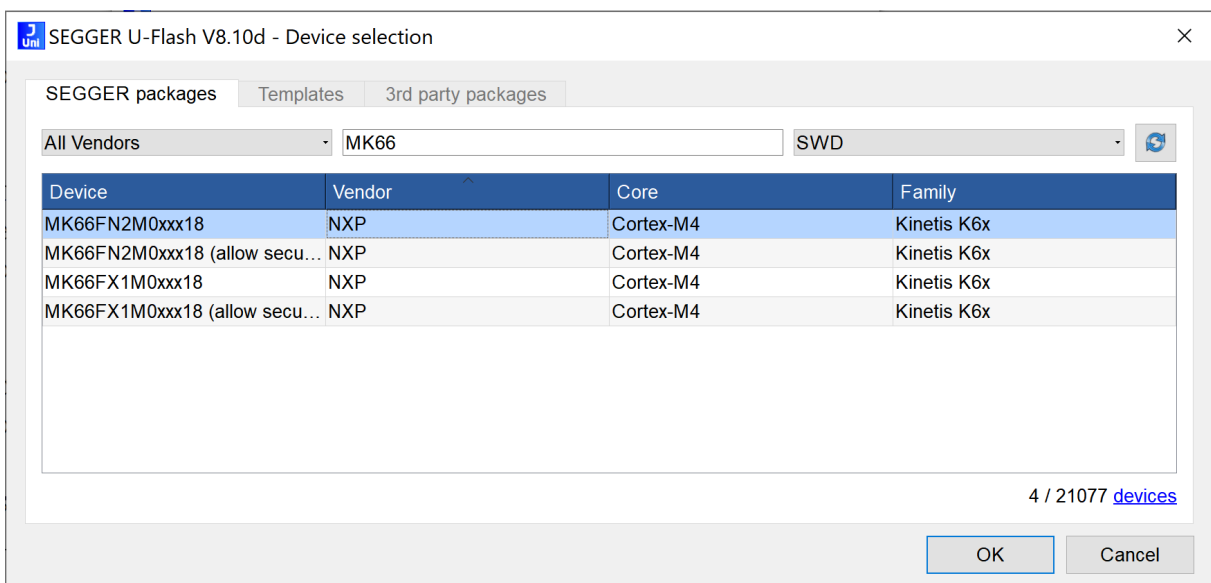 J
Uni
SEGGER U-Flash V8.10d - Device selection
SEGGER packages Templates 3rd party packages
All Vendors MK66 SWD
Device Vendor Core Family
MK66FN2M0xxx18 NXP Cortex-M4 Kinetis K6x
MK66FN2M0xxx18 (allow secu... NXP Cortex-M4 Kinetis K6x
MK66FX1M0xxx18 NXP Cortex-M4 Kinetis K6x
MK66FX1M0xxx18 (allow secu... NXP Cortex-M4 Kinetis K6x
4 / 21077 devices
OK Cancel